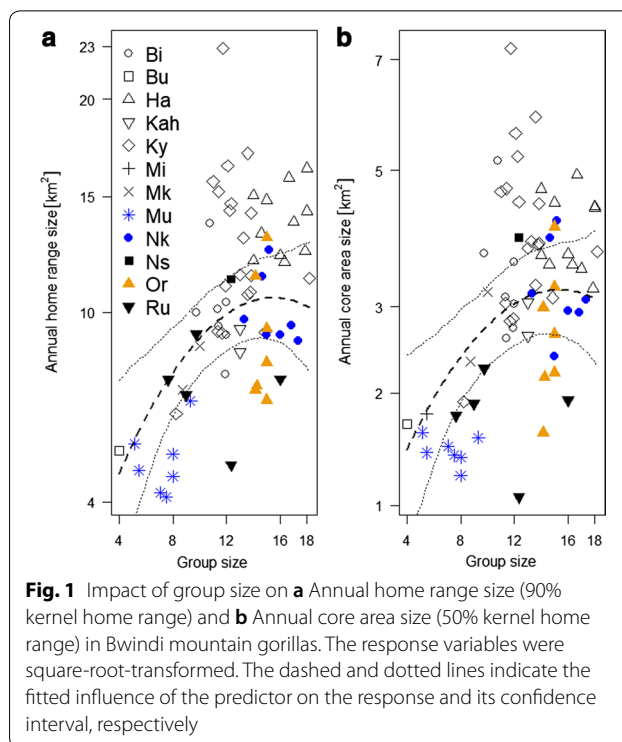 a
b
Annual home range size [km²]
23
20
15
10
4
Bi
Bu
Ha
Kah
Ky
Mi
Mk
Mu
Nk
Ns
Or
Ru
4 8 12 16 18
Group size
Annual core area size [km²]
7
5
3
2
1
4 8 12 16 18
Group size
Fig. 1 Impact of group size on a Annual home range size (90%
kernel home range) and b Annual core area size (50% kernel home
range) in Bwindi mountain gorillas. The response variables were
square-root-transformed. The dashed and dotted lines indicate the
fitted influence of the predictor on the response and its confidence
interval, respectively